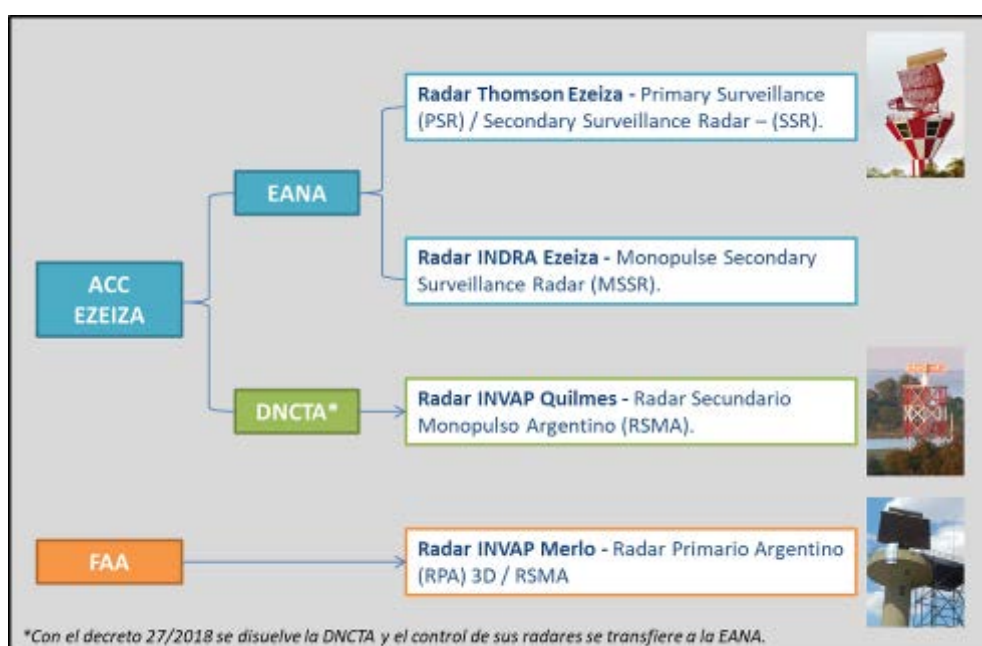 Radar Thomson Ezeiza - Primary Surveillance
(PSR) / Secondary Surveillance Radar – (SSR).
EANA
Radar INDRA Ezeiza - Monopulse Secondary
Surveillance Radar (MSSR).
ACC
EZEIZA
DNCTA*
Radar INVAP Quilmes - Radar Secundario
Monopulso Argentino (RSMA).
FAA
Radar INVAP Merlo - Radar Primario Argentino
(RPA) 3D / RSMA
*Con el decreto 27/2018 se disuelve la DNCTA y el control de sus radares se transfiere a la EANA.